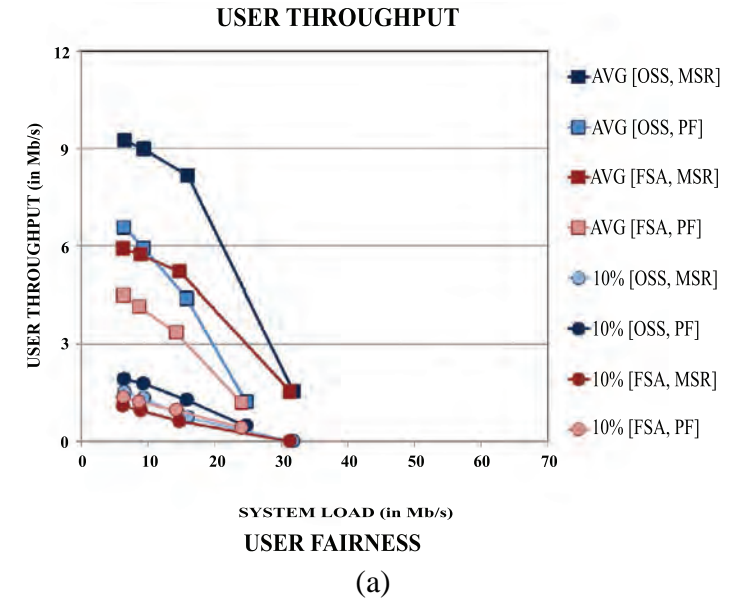 USER THROUGHPUT
USER THROUGHPUT (in Mb/s)
12
9
6
3
0
0 10 20 30 40 50 60 70
SYSTEM LOAD (in Mb/s)
AVG [OSS, MSR]
AVG [OSS, PF]
AVG [FSA, MSR]
AVG [FSA, PF]
10% [OSS, MSR]
10% [OSS, PF]
10% [FSA, MSR]
10% [FSA, PF]
USER FAIRNESS
(a)